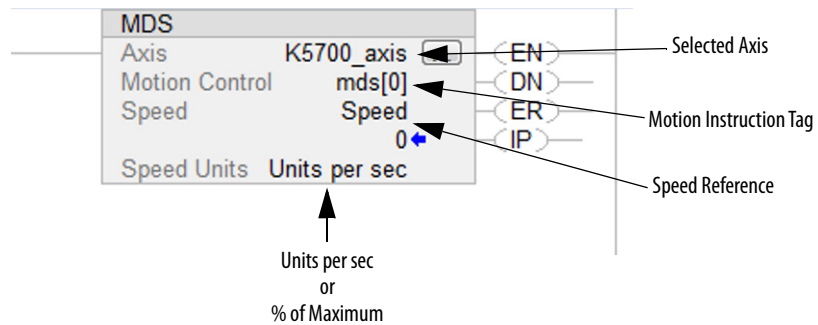 MDS
Axis K5700_axis EN
Motion Control mds[0] DN
Speed Speed ER
0 IP
Speed Units Units per sec
Selected Axis
Motion Instruction Tag
Speed Reference
Units per sec
or
% of Maximum